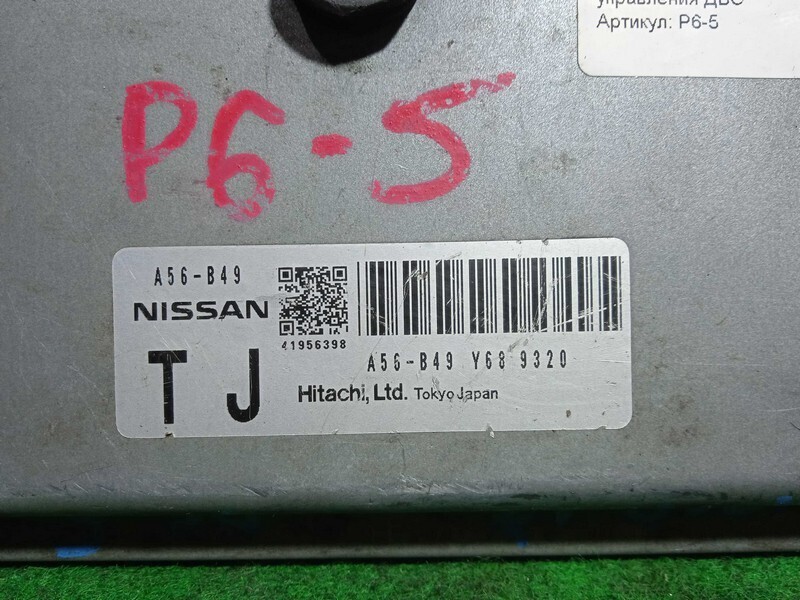 управления ДВС
Артикул: P6-5
P6-5
A56-B49
NISSAN
41956398
TJ
A56-B49 Y68 9320
Hitachi, Ltd. Tokyo Japan